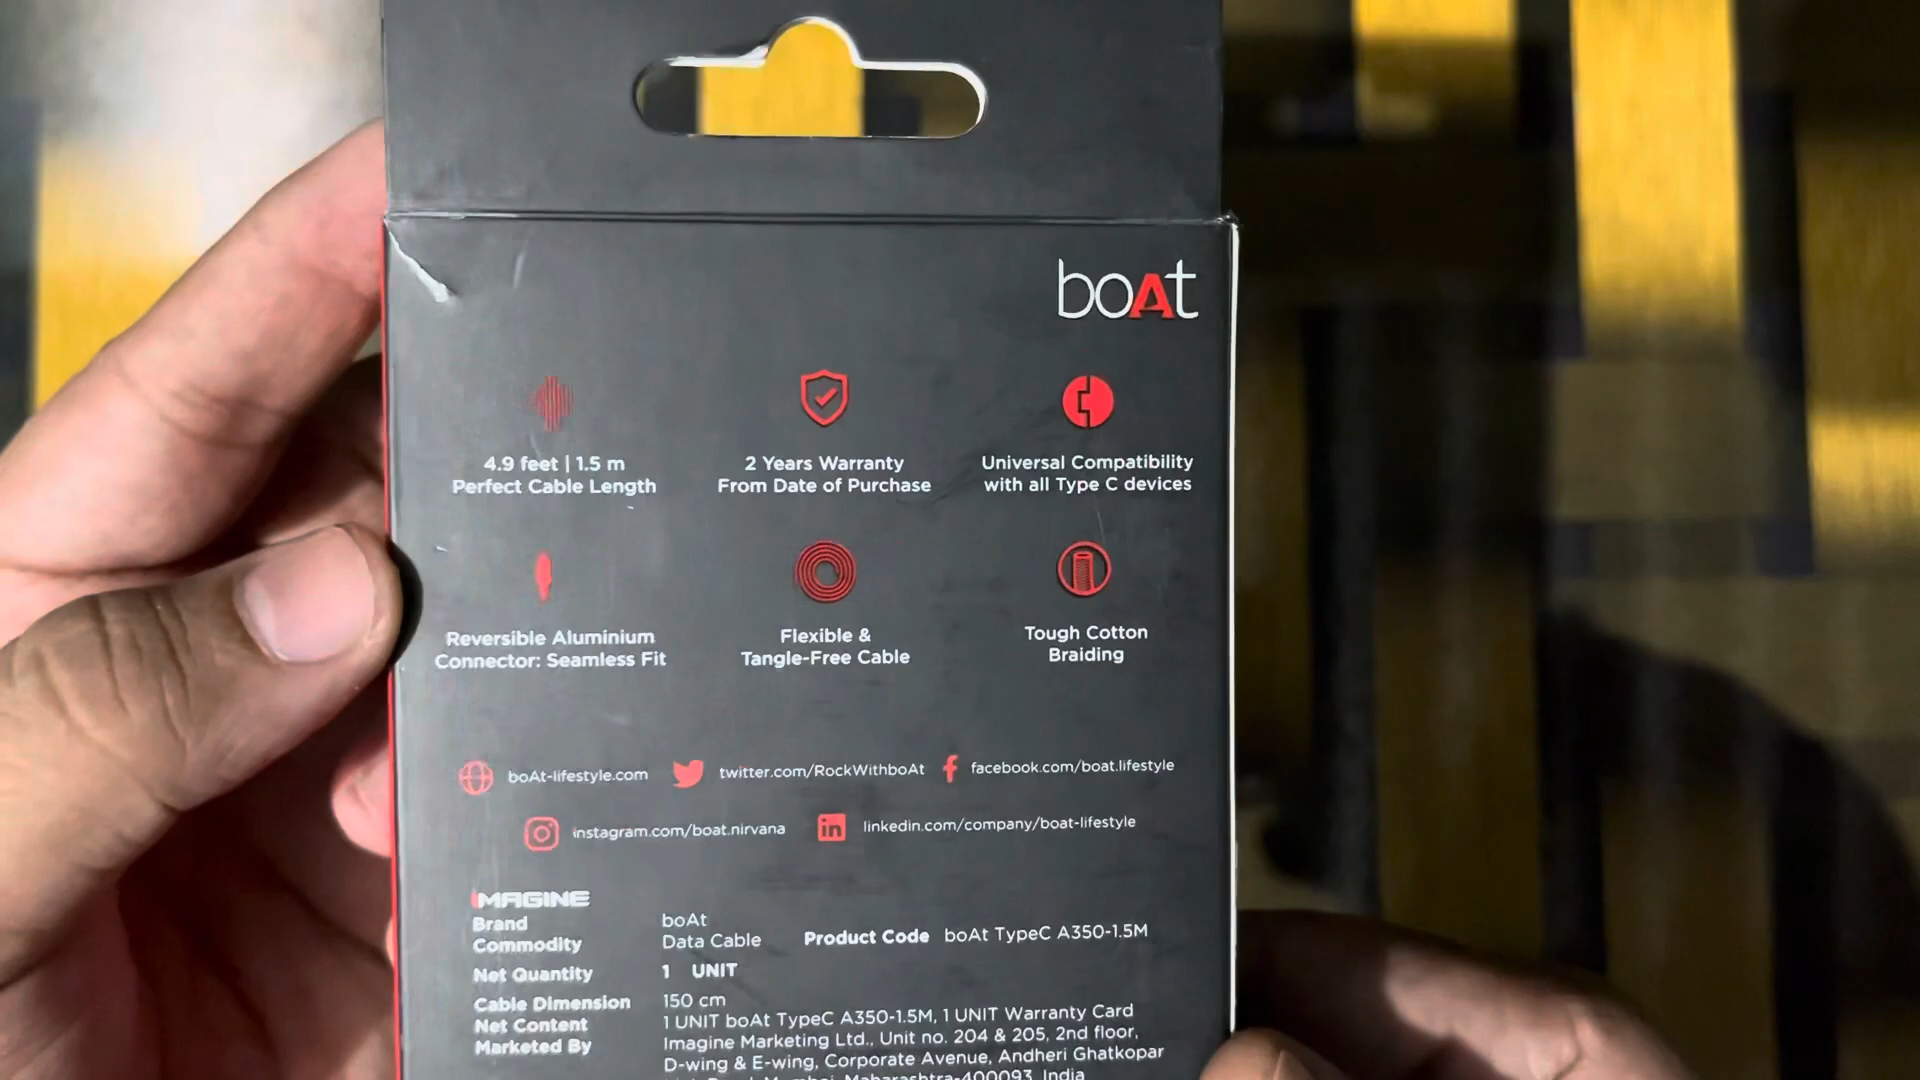 boAt
4.9 feet | 1.5 m
Perfect Cable Length
2 Years Warranty
From Date of Purchase
Universal Compatibility
with all Type C devices
Reversible Aluminium
Connector: Seamless Fit
Flexible &
Tangle-Free Cable
Tough Cotton
Braiding
boAt-lifestyle.com
twitter.com/RockWithboAt
facebook.com/boat.lifestyle
instagram.com/boat.nirvana
linkedin.com/company/boat-lifestyle
IMAGINE
Brand boAt
Commodity Data Cable Product Code boAt TypeC A350-1.5M
Net Quantity 1 UNIT
Cable Dimension 150 cm
Net Content 1 UNIT boAt TypeC A350-1.5M, 1 UNIT Warranty Card
Marketed By Imagine Marketing Ltd., Unit no. 204 & 205, 2nd floor,
D-wing & E-wing, Corporate Avenue, Andheri Ghatkopar
Mumbai, Maharashtra-400093, India